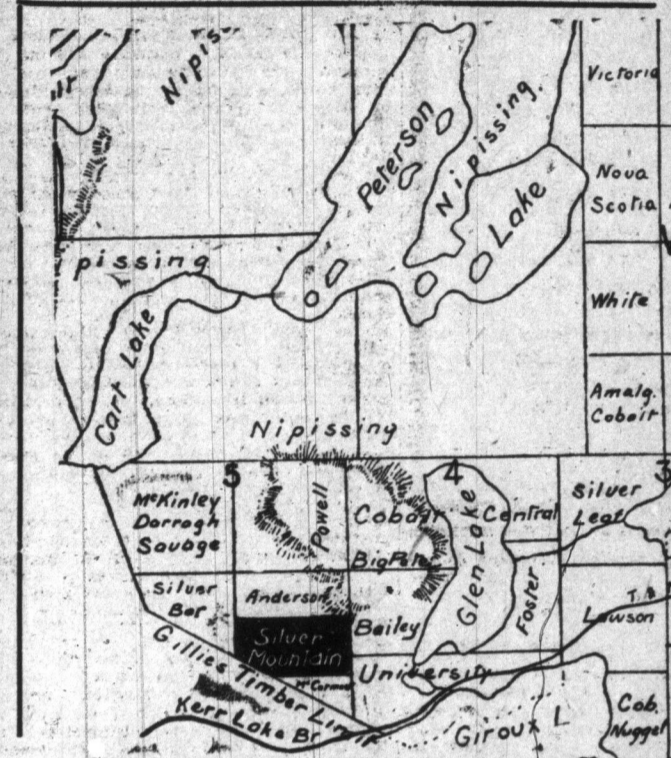 Nipis
Peterson
Nipissing.
Lake
Victoria
Nova
Scotia
White
Amalg.
Cobalt
pissing
Cart Lake
Nipissing
5
4
3
McKinley
Darragh
Savage
Powell
Cobalt
Central
Big Pete
Glen Lake
Silver
Leaf
Silver
Bar
Anderson
Silver
Mountain
Bailey
Foster
Lawson
University
Gillies Timber Limit
Kerr Lake Br
Giroux L
Cob.
Nugget